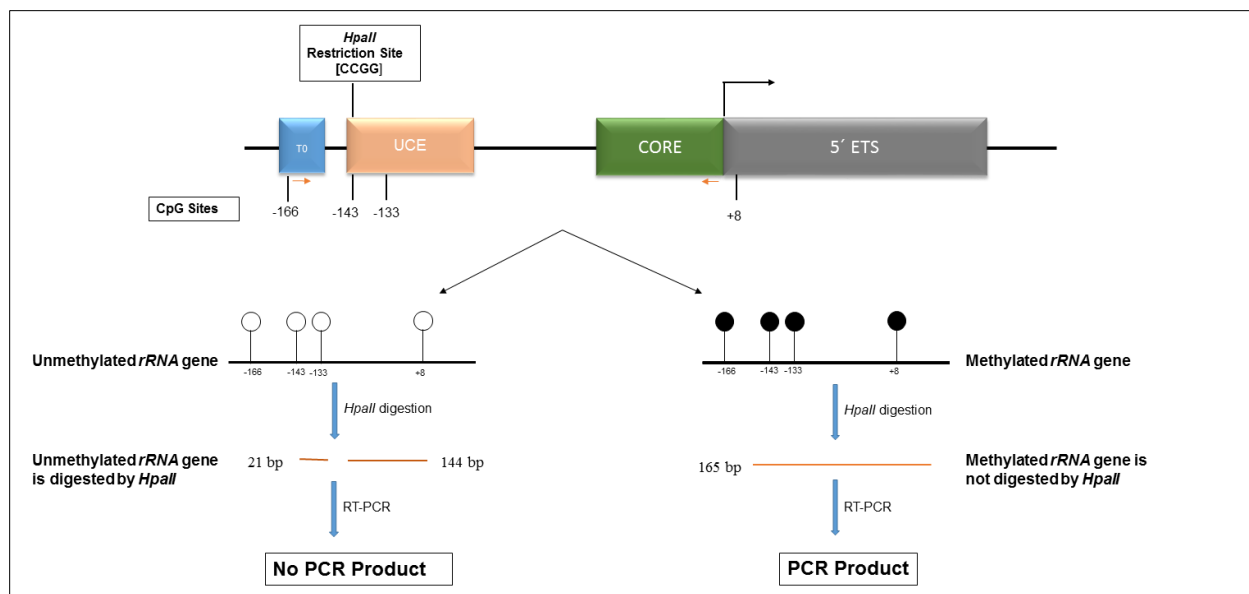 HpaII
Restriction Site
[CCGG]
T0
UCE
CORE
5´ ETS
CpG Sites
-166
-143
-133
+8
Unmethylated rRNA gene
-166
-143
-133
+8
-166
-143
-133
+8
Methylated rRNA gene
HpaII digestion
HpaII digestion
Unmethylated rRNA gene
is digested by HpaII
21 bp
144 bp
165 bp
Methylated rRNA gene is
not digested by HpaII
RT-PCR
RT-PCR
No PCR Product
PCR Product